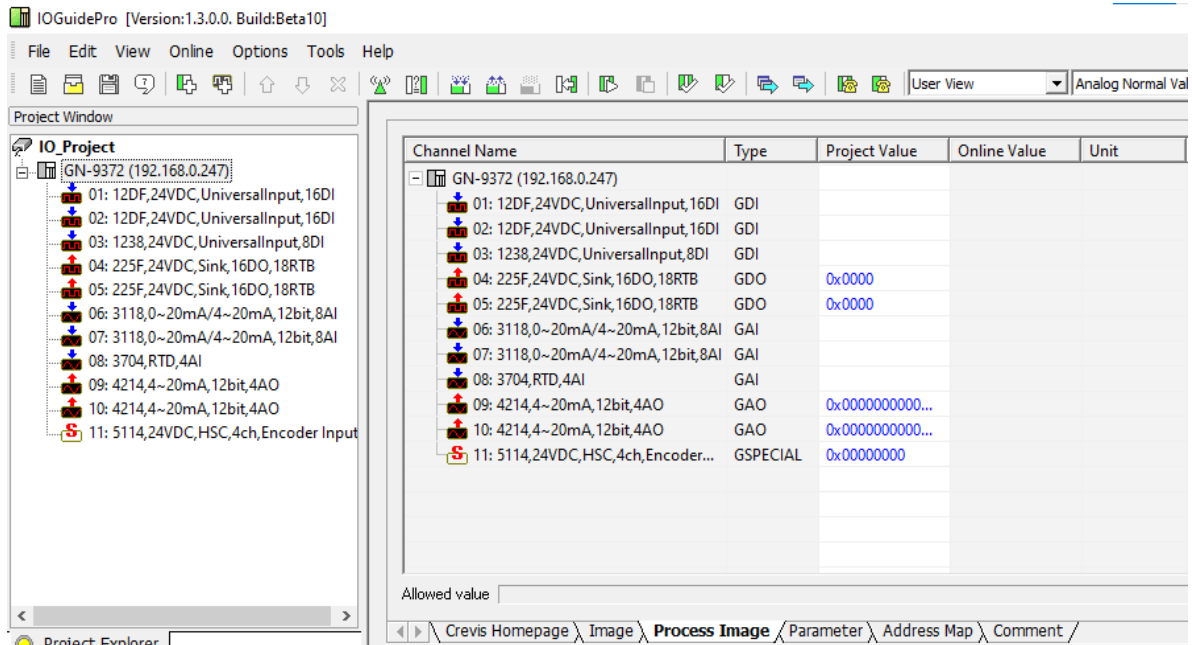 IOGuidePro [Version:1.3.0.0. Build:Beta10]
File Edit View Online Options Tools Help
User View
Analog Normal Val
Project Window
IO_Project
GN-9372 (192.168.0.247)
01: 12DF,24VDC,UniversalInput,16DI
02: 12DF,24VDC,UniversalInput,16DI
03: 1238,24VDC,UniversalInput,8DI
04: 225F,24VDC,Sink,16DO,18RTB
05: 225F,24VDC,Sink,16DO,18RTB
06: 3118,0~20mA/4~20mA,12bit,8AI
07: 3118,0~20mA/4~20mA,12bit,8AI
08: 3704,RTD,4AI
09: 4214,4~20mA,12bit,4AO
10: 4214,4~20mA,12bit,4AO
11: 5114,24VDC,HSC,4ch,Encoder Input
Project Explorer
Channel Name Type Project Value Online Value Unit
GN-9372 (192.168.0.247)
01: 12DF,24VDC,UniversalInput,16DI GDI
02: 12DF,24VDC,UniversalInput,16DI GDI
03: 1238,24VDC,UniversalInput,8DI GDI
04: 225F,24VDC,Sink,16DO,18RTB GDO 0x0000
05: 225F,24VDC,Sink,16DO,18RTB GDO 0x0000
06: 3118,0~20mA/4~20mA,12bit,8AI GAI
07: 3118,0~20mA/4~20mA,12bit,8AI GAI
08: 3704,RTD,4AI GAI
09: 4214,4~20mA,12bit,4AO GAO 0x0000000000...
10: 4214,4~20mA,12bit,4AO GAO 0x0000000000...
11: 5114,24VDC,HSC,4ch,Encoder... GSPECIAL 0x00000000
Allowed value
Crevis Homepage Image Process Image Parameter Address Map Comment